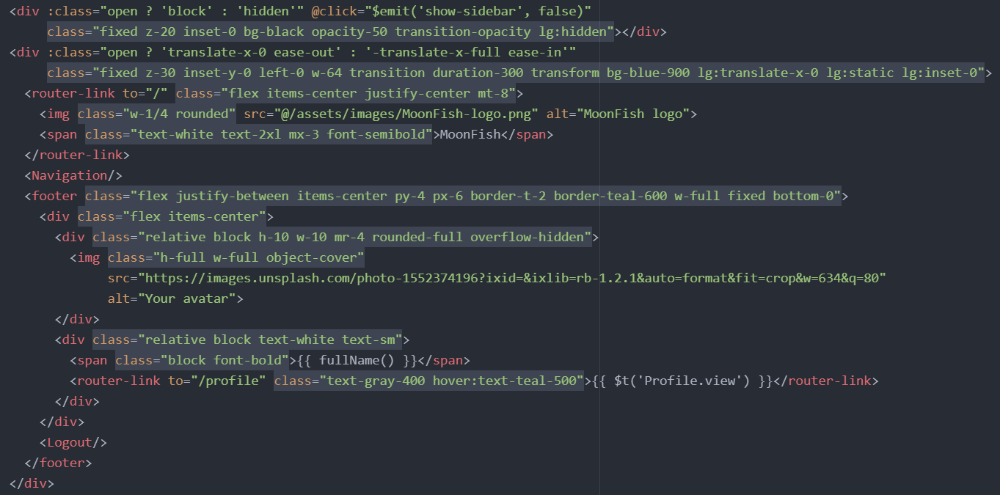 <div :class="open ? 'block' : 'hidden'" @click="$emit('show-sidebar', false)"
     class="fixed z-20 inset-0 bg-black opacity-50 transition-opacity lg:hidden"></div>
<div :class="open ? 'translate-x-0 ease-out' : '-translate-x-full ease-in'"
     class="fixed z-30 inset-y-0 left-0 w-64 transition duration-300 transform bg-blue-900 lg:translate-x-0 lg:static lg:inset-0">
  <router-link to="/" class="flex items-center justify-center mt-8">
    <img class="w-1/4 rounded" src="@/assets/images/MoonFish-logo.png" alt="MoonFish logo">
    <span class="text-white text-2xl mx-3 font-semibold">MoonFish</span>
  </router-link>
  <Navigation/>
  <footer class="flex justify-between items-center py-4 px-6 border-t-2 border-teal-600 w-full fixed bottom-0">
    <div class="flex items-center">
      <div class="relative block h-10 w-10 mr-4 rounded-full overflow-hidden">
        <img class="h-full w-full object-cover"
             src="https://images.unsplash.com/photo-1552374196?ixid=&ixlib=rb-1.2.1&auto=format&fit=crop&w=634&q=80"
             alt="Your avatar">
      </div>
      <div class="relative block text-white text-sm">
        <span class="block font-bold">{{ fullName() }}</span>
        <router-link to="/profile" class="text-gray-400 hover:text-teal-500">{{ $t('Profile.view') }}</router-link>
      </div>
    </div>
    <Logout/>
  </footer>
</div>